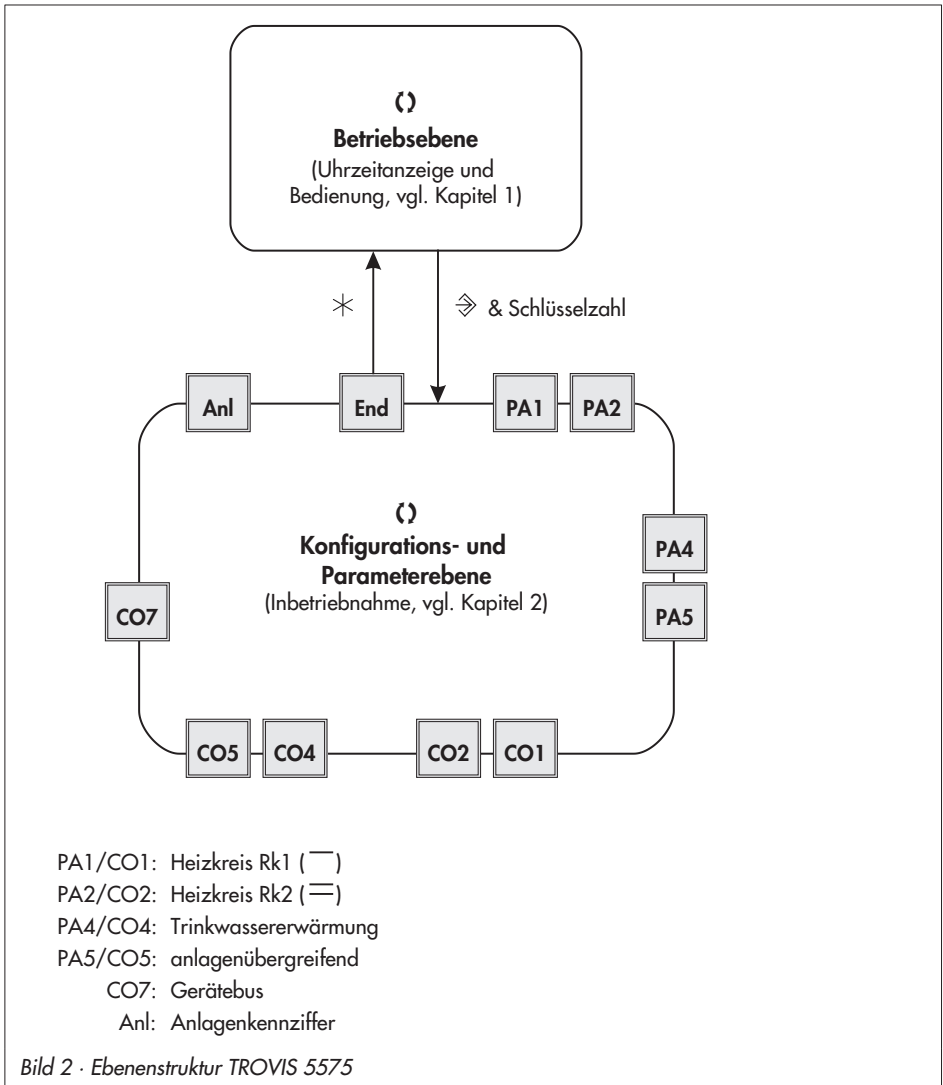 Betriebsebene
(Uhrzeitanzeige und
Bedienung, vgl. Kapitel 1)
& Schlüsselzahl
Anl
End
PA1
PA2
PA4
PA5
Konfigurations- und
Parameterebene
(Inbetriebnahme, vgl. Kapitel 2)
CO7
CO5
CO4
CO2
CO1
PA1/CO1: Heizkreis Rk1 ( )
PA2/CO2: Heizkreis Rk2 ( )
PA4/CO4: Trinkwassererwärmung
PA5/CO5: anlagenübergreifend
CO7: Gerätebus
Anl: Anlagenkennziffer
Bild 2 · Ebenenstruktur TROVIS 5575